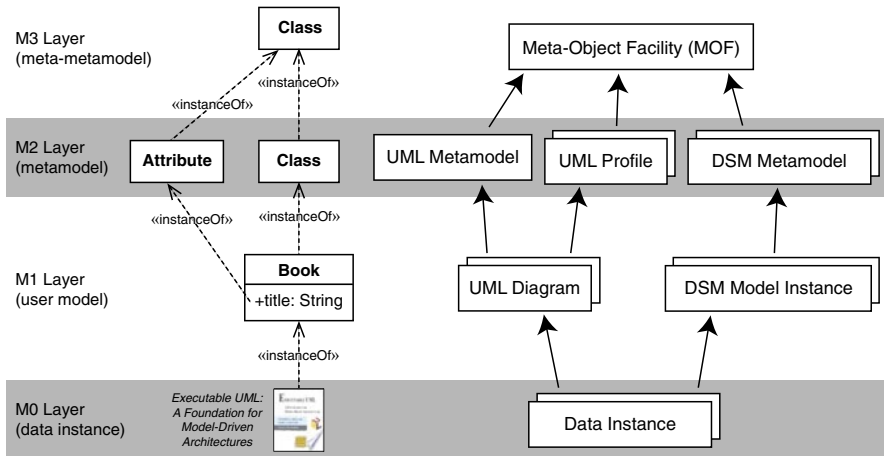 M3 Layer
(meta-metamodel)
Class
Meta-Object Facility (MOF)
«instanceOf»
«instanceOf»
M2 Layer
(metamodel)
Attribute
Class
UML Metamodel
UML Profile
DSM Metamodel
«instanceOf»
«instanceOf»
M1 Layer
(user model)
Book
+title: String
UML Diagram
DSM Model Instance
«instanceOf»
M0 Layer
(data instance)
Executable UML:
A Foundation for
Model-Driven
Architectures
Data Instance